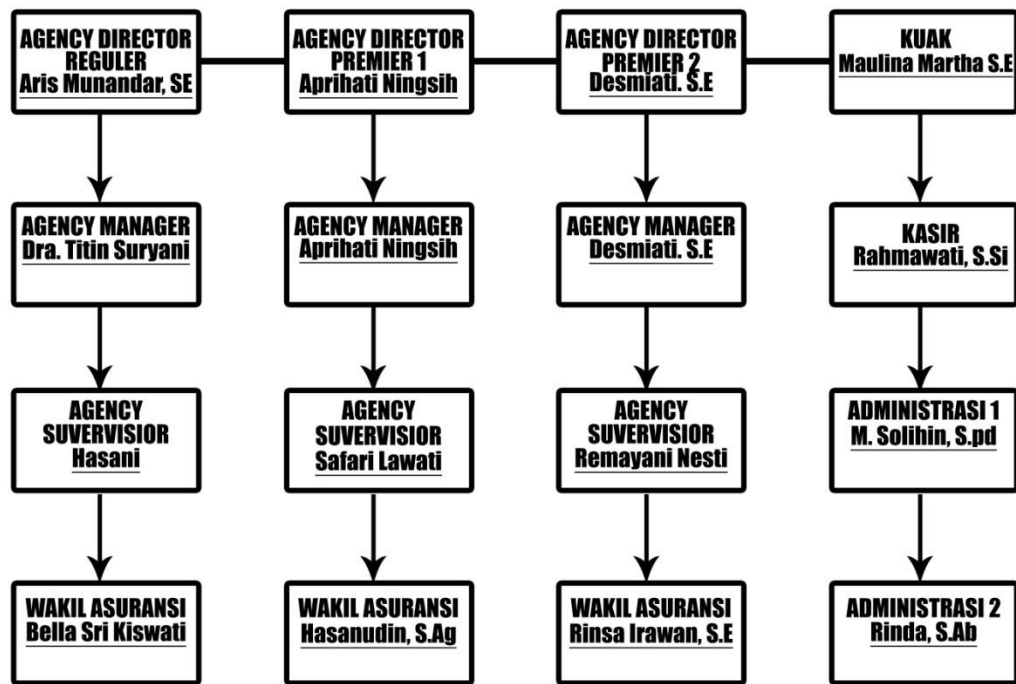 AGENCY DIRECTOR
REGULER
Aris Munandar, SE
AGENCY DIRECTOR
PREMIER 1
Aprihati Ningsih
AGENCY DIRECTOR
PREMIER 2
Desmiati. S.E
KUAK
Maulina Martha S.E
AGENCY MANAGER
Dra. Titin Suryani
AGENCY MANAGER
Aprihati Ningsih
AGENCY MANAGER
Desmiati. S.E
KASIR
Rahmawati, S.Si
AGENCY
SUVERVISIOR
Hasani
AGENCY
SUVERVISIOR
Safari Lawati
AGENCY
SUVERVISIOR
Remayani Nesti
ADMINISTRASI 1
M. Solihin, S.pd
WAKIL ASURANSI
Bella Sri Kiswati
WAKIL ASURANSI
Hasanudin, S.Ag
WAKIL ASURANSI
Rinsa Irawan, S.E
ADMINISTRASI 2
Rinda, S.Ab